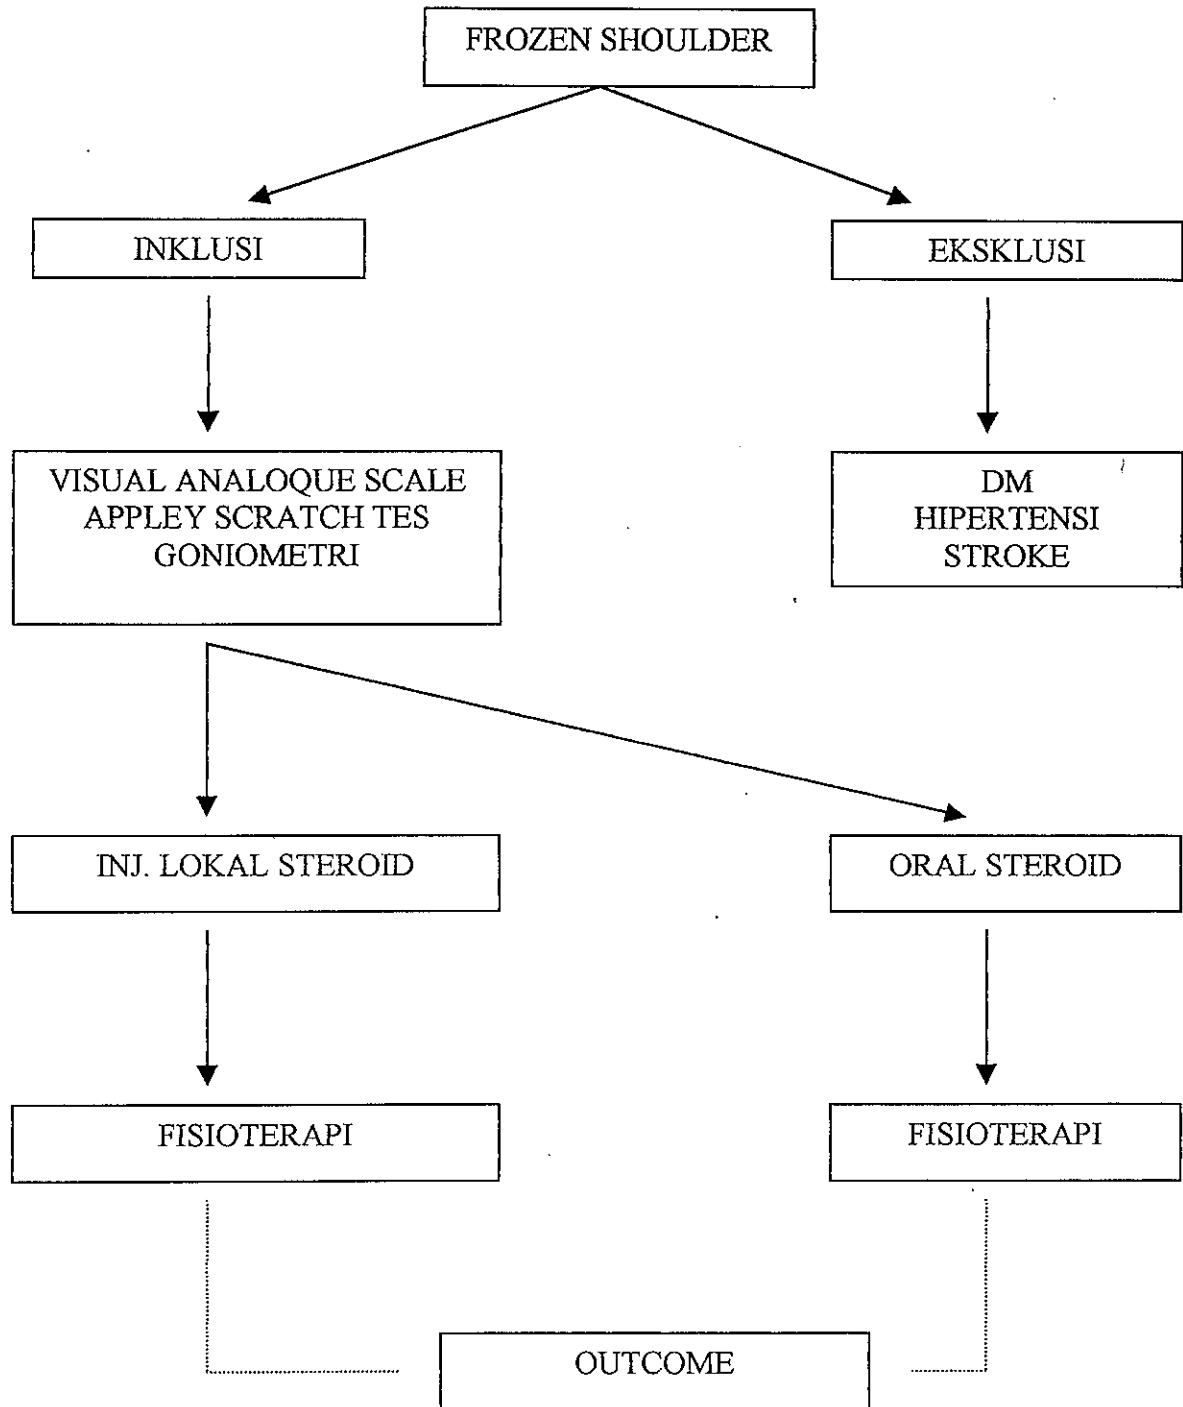 FROZEN SHOULDER
INKLUSI
EKSKLUSI
VISUAL ANALOQUE SCALE
APPLEY SCRATCH TES
GONIOMETRI
DM
HIPERTENSI
STROKE
INJ. LOKAL STEROID
ORAL STEROID
FISIOTERAPI
FISIOTERAPI
OUTCOME